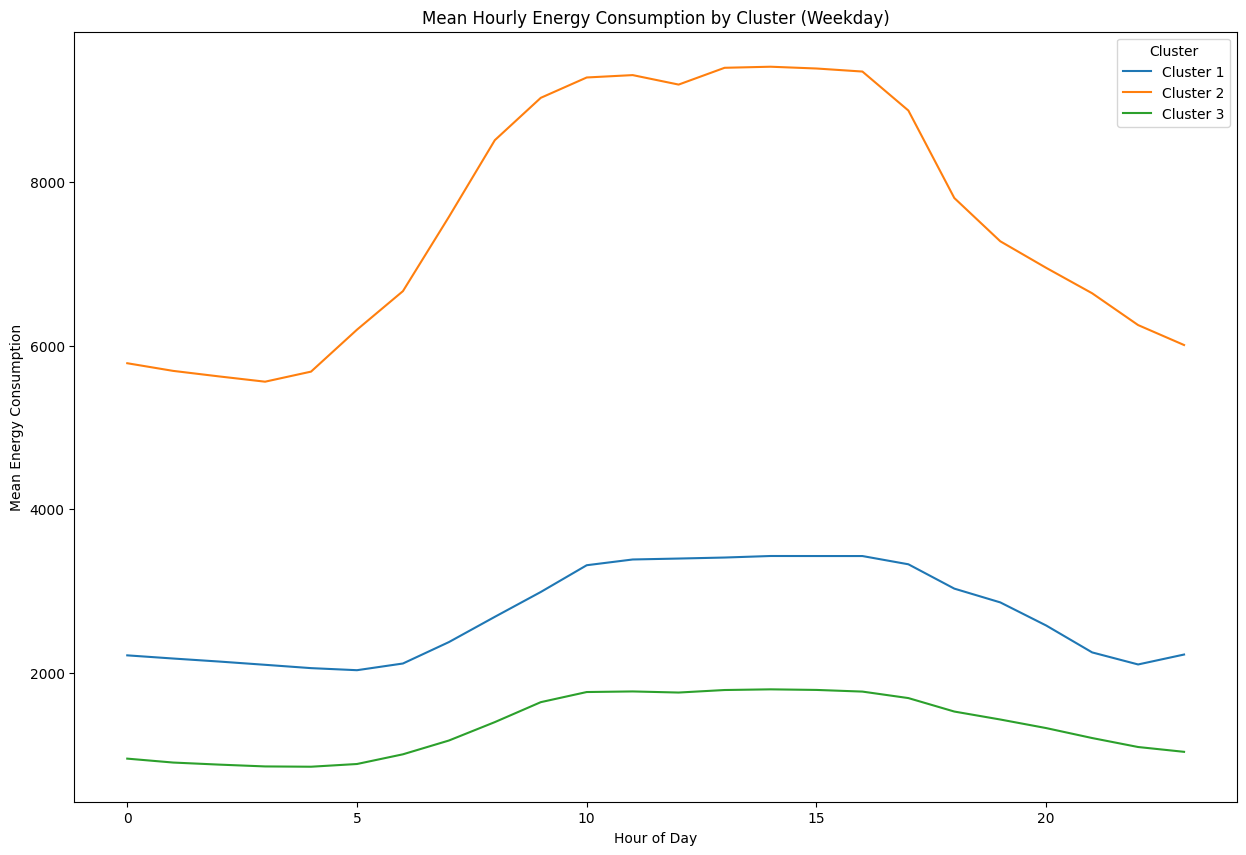 Mean Hourly Energy Consumption by Cluster (Weekday)
Cluster
Cluster 1
Cluster 2
Cluster 3
Mean Energy Consumption
8000
6000
4000
2000
0
5
10
15
20
Hour of Day